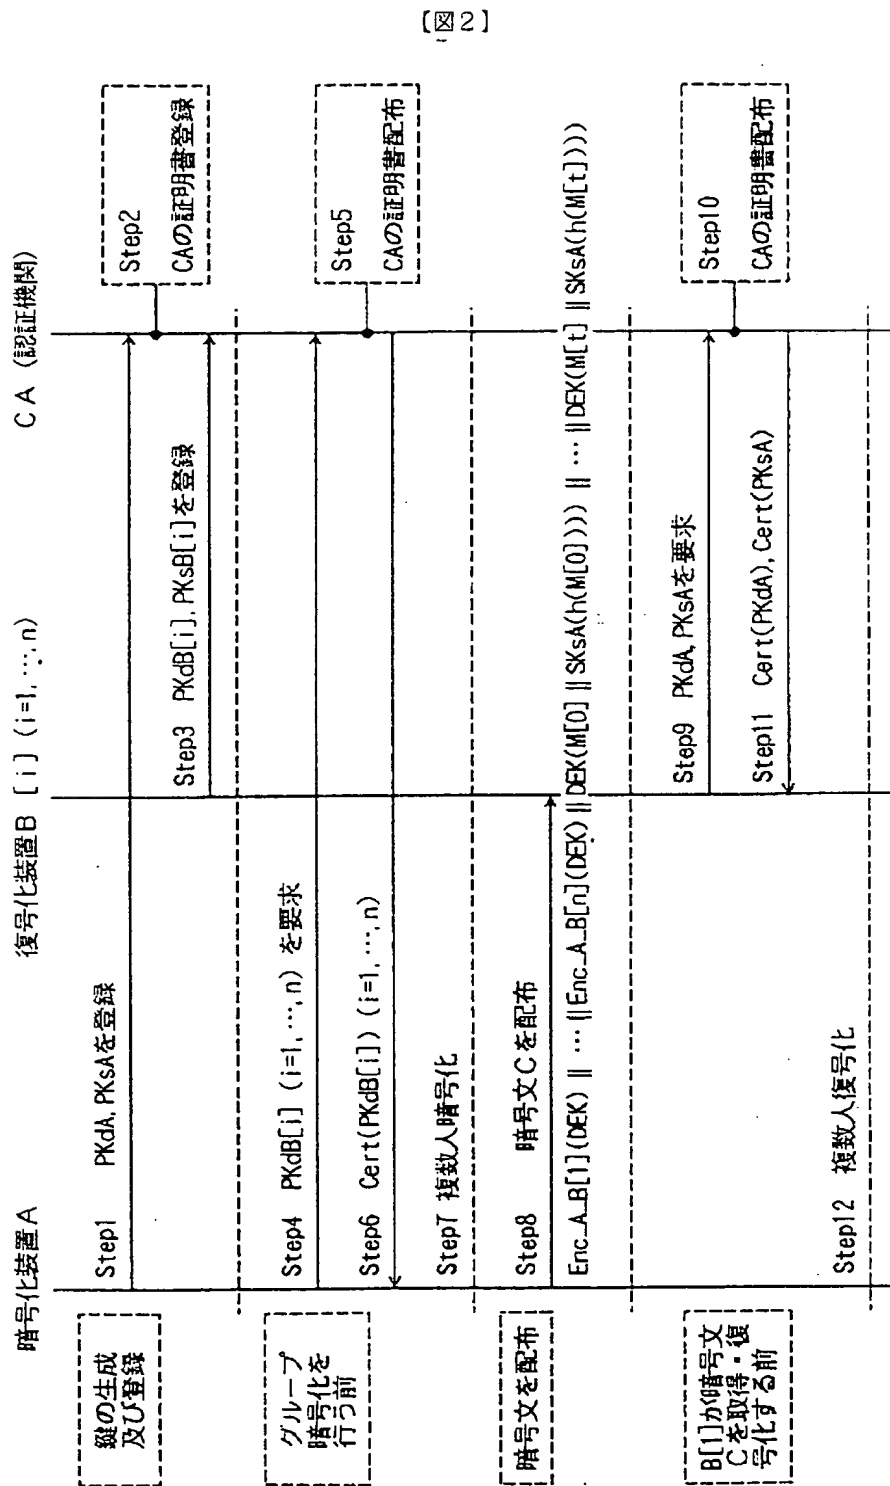 【図2】
暗号化装置A
復号化装置B [i] (i=1, …, n)
CA (認証機関)
鍵の生成
及び登録
Step1 PKdA, PKsAを登録
Step2
CAの証明書登録
Step3 PKdB[i], PKsB[i]を登録
グループ
暗号化を
行う前
Step4 PKdB[i] (i=1, …, n) を要求
Step5
CAの証明書配布
Step6 Cert(PKdB[i]) (i=1, …, n)
Step7 複数人暗号化
暗号文を配布
Step8 暗号文Cを配布
Enc_A_B[1](DEK) || … ||Enc_A_B[n](DEK) || DEK(M[0] || SKsA(h(M[0]))) || … || DEK(M[t] || SKsA(h(M[t])))
B[1]が暗号文
Cを取得・復
号化する前
Step9 PKdA, PKsAを要求
Step10
CAの証明書配布
Step11 Cert(PKdA), Cert(PKsA)
Step12 複数人復号化